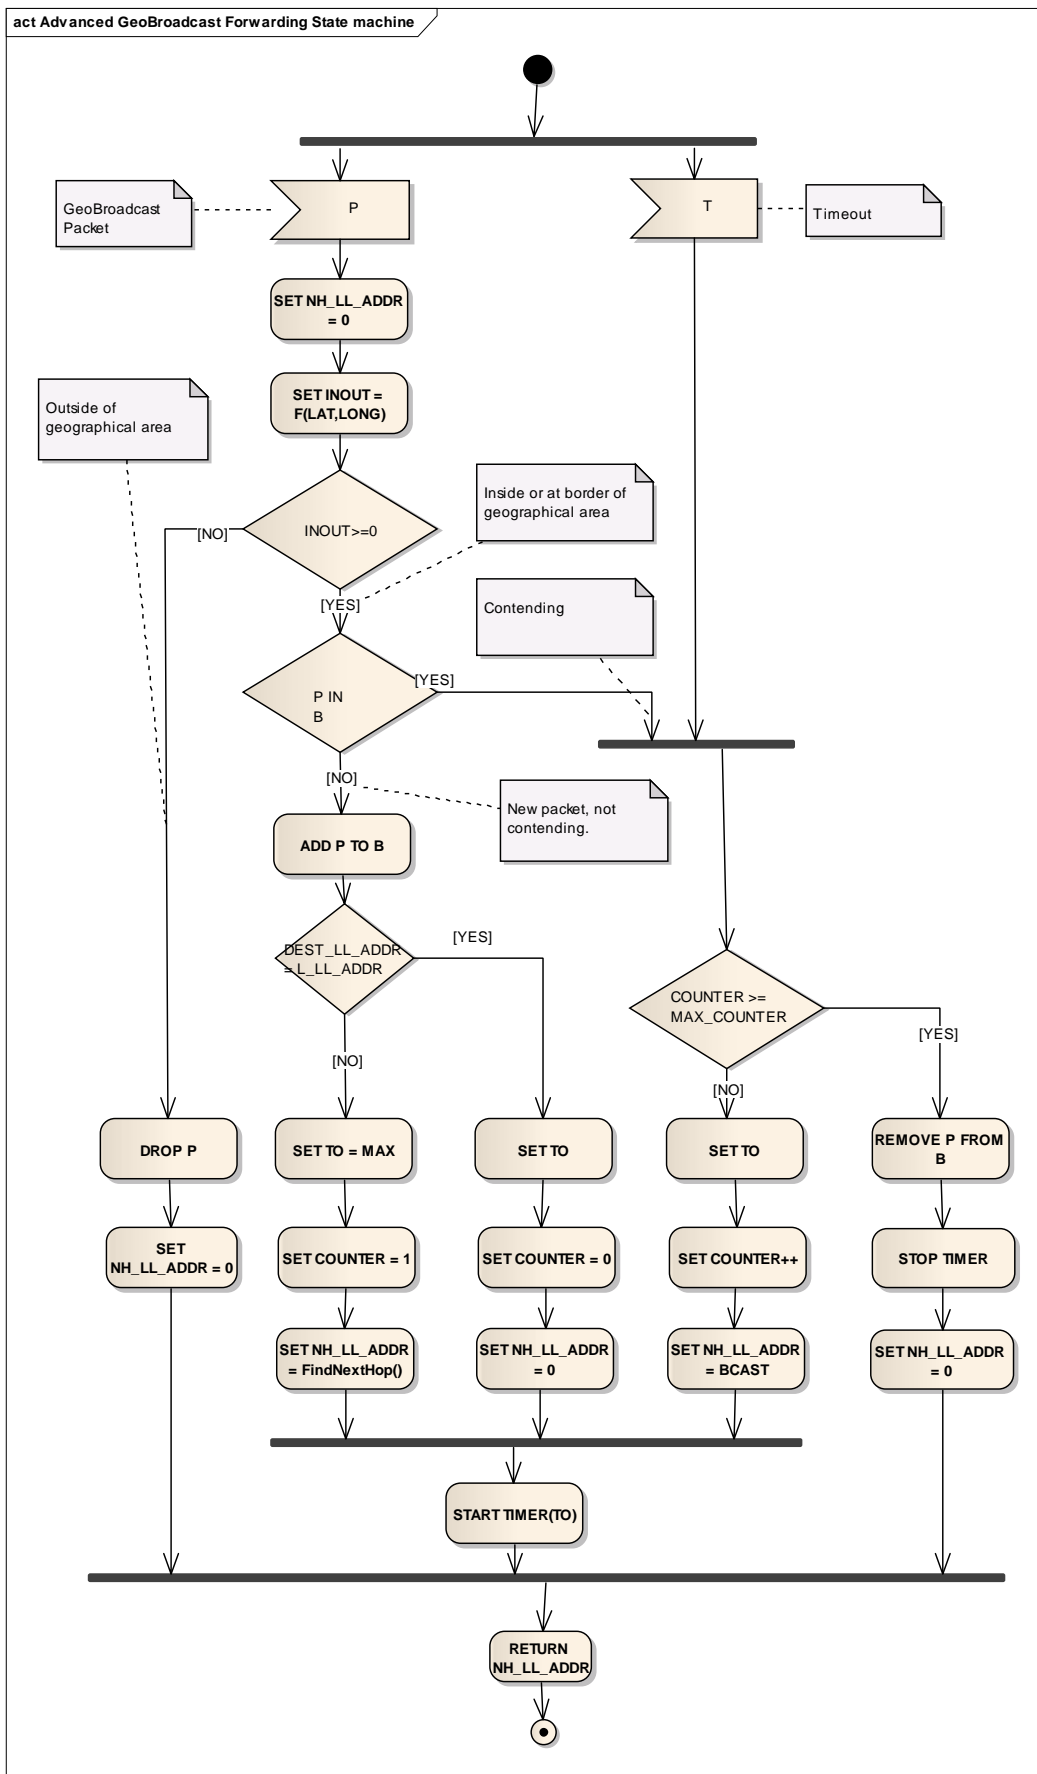 act Advanced GeoBroadcast Forwarding State machine
GeoBroadcast
Packet
P
T
Timeout
SET NH_LL_ADDR
= 0
SET INOUT =
F(LAT,LONG)
Outside of
geographical area
Inside or at border of
geographical area
INOUT>=0
[NO]
[YES]
Contending
P IN
B
[YES]
[NO]
New packet, not
contending.
ADD P TO B
DEST_LL_ADDR
= L_LL_ADDR
[YES]
[NO]
COUNTER >=
MAX_COUNTER
[YES]
[NO]
DROP P
SET TO = MAX
SET TO
SET TO
REMOVE P FROM
B
SET
NH_LL_ADDR = 0
SET COUNTER = 1
SET COUNTER = 0
SET COUNTER++
STOP TIMER
SET NH_LL_ADDR
= FindNextHop()
SET NH_LL_ADDR
= 0
SET NH_LL_ADDR
= BCAST
SET NH_LL_ADDR
= 0
START TIMER(TO)
RETURN
NH_LL_ADDR